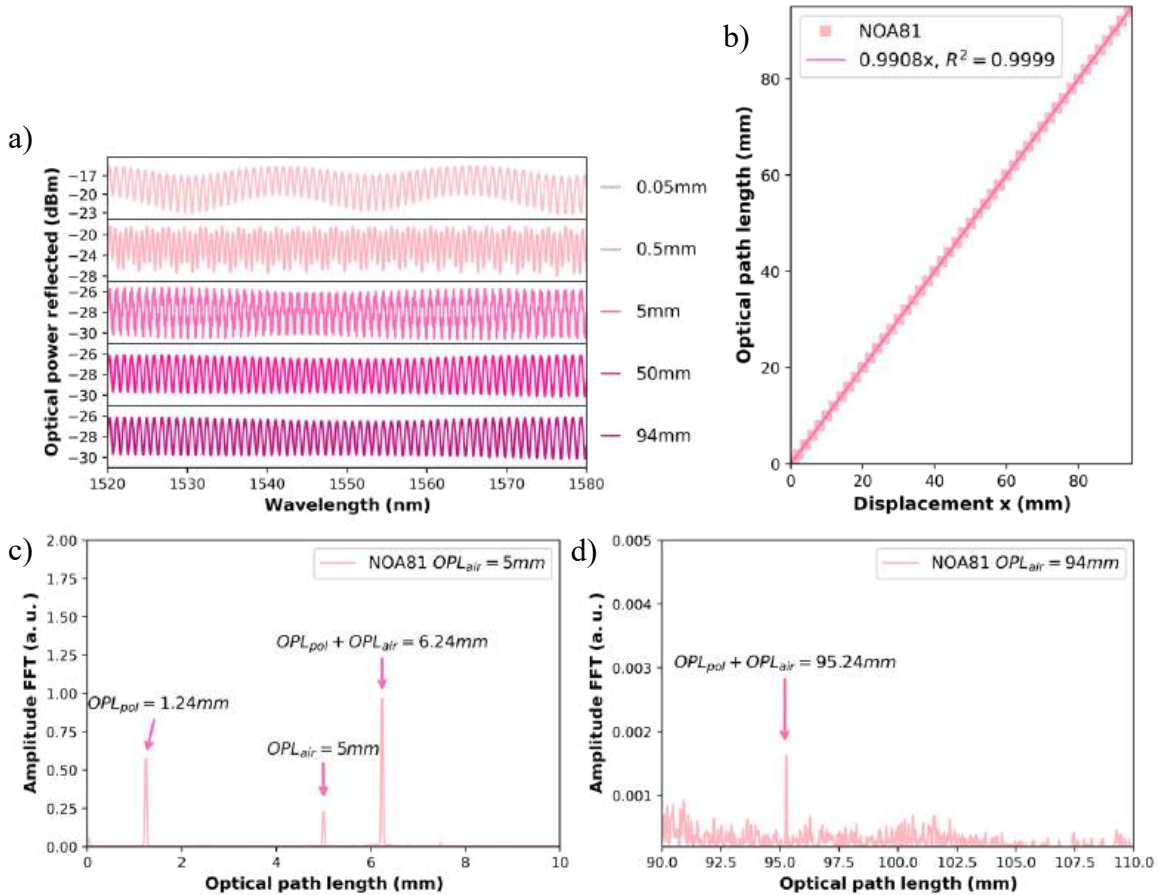 a)
Optical power reflected (dBm)
−17
−20
−23
−20
−24
−28
−26
−28
−30
−26
−28
−30
−26
−28
−30
0.05mm
0.5mm
5mm
50mm
94mm
1520 1530 1540 1550 1560 1570 1580
Wavelength (nm)
b)
NOA81
0.9908x, R² = 0.9999
Optical path length (mm)
80
60
40
20
0
0 20 40 60 80
Displacement x (mm)
c)
Amplitude FFT (a. u.)
2.00
1.75
1.50
1.25
1.00
0.75
0.50
0.25
0.00
NOA81 OPL_air = 5mm
OPL_pol + OPL_air = 6.24mm
OPL_pol = 1.24mm
OPL_air = 5mm
0 2 4 6 8 10
Optical path length (mm)
d)
Amplitude FFT (a. u.)
0.005
0.004
0.003
0.002
0.001
NOA81 OPL_air = 94mm
OPL_pol + OPL_air = 95.24mm
90.0 92.5 95.0 97.5 100.0 102.5 105.0 107.5 110.0
Optical path length (mm)